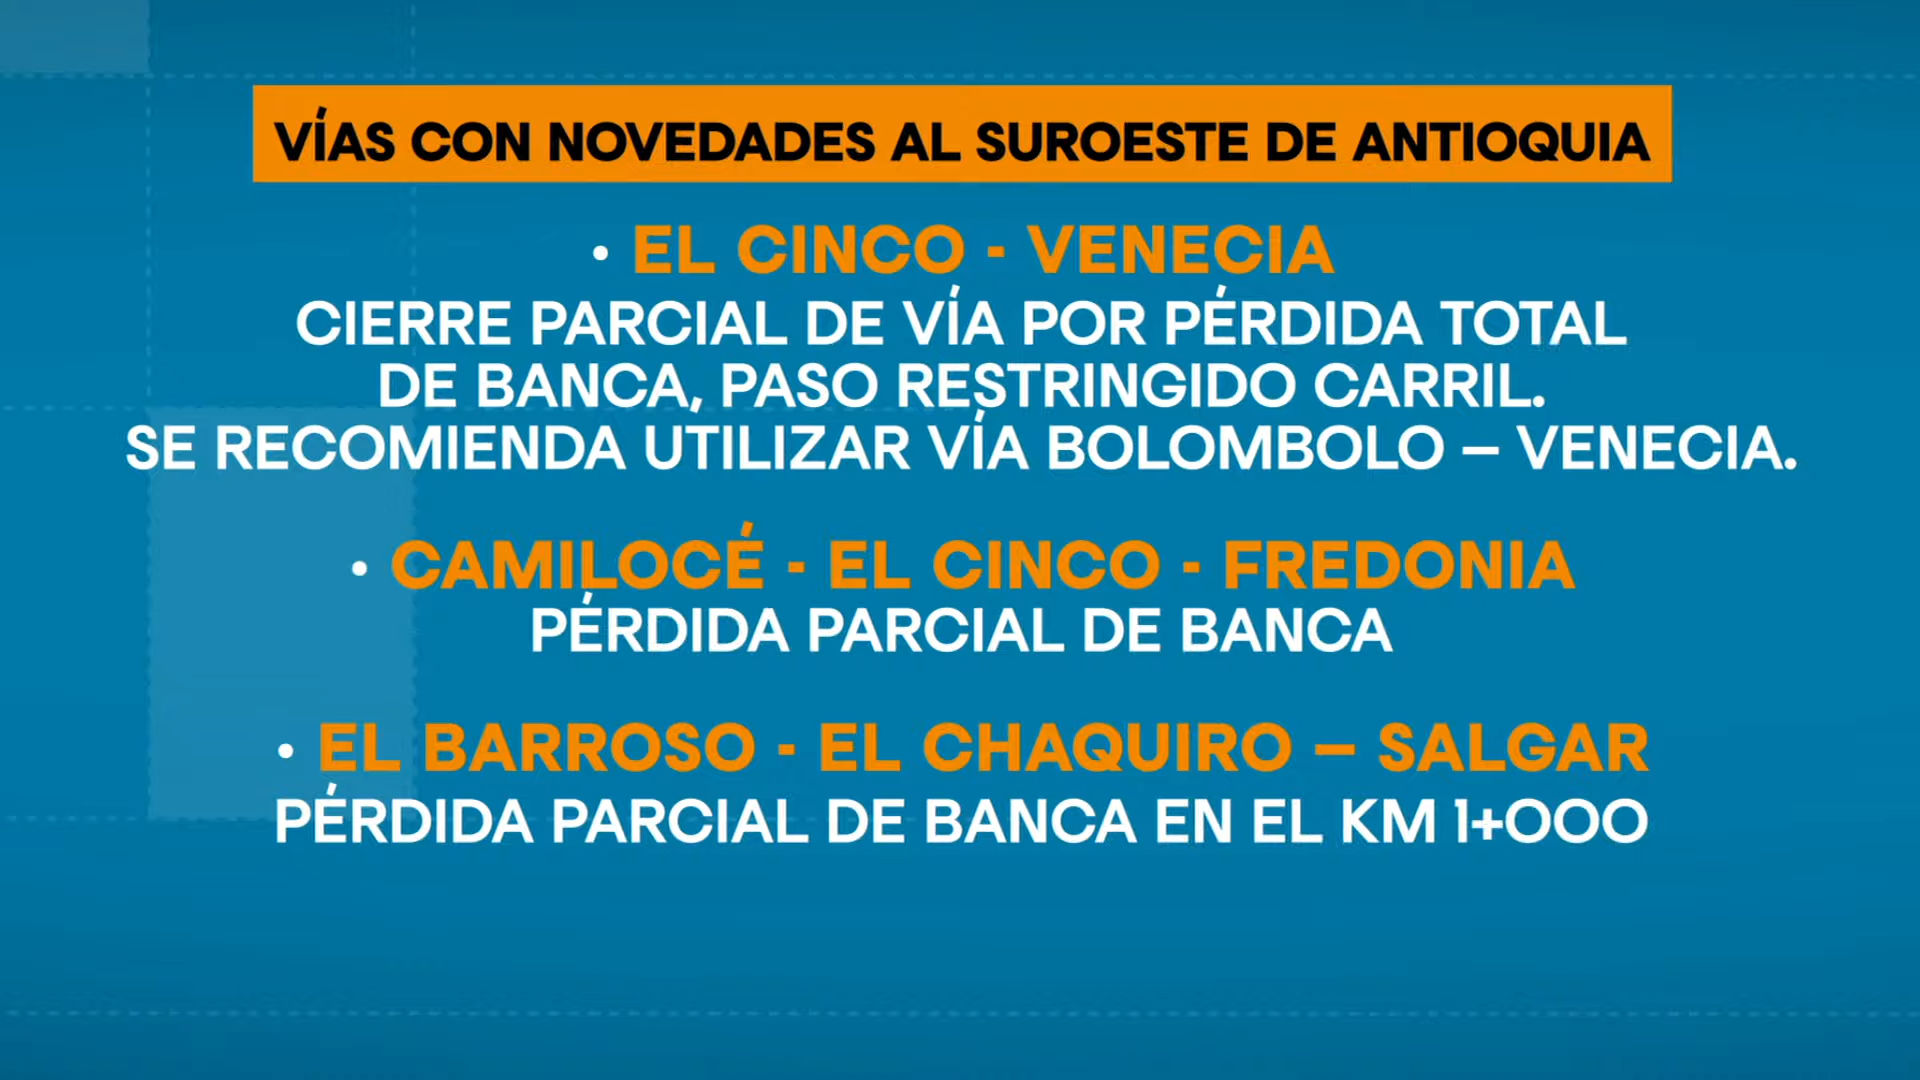 VÍAS CON NOVEDADES AL SUROESTE DE ANTIOQUIA
• EL CINCO - VENECIA
CIERRE PARCIAL DE VÍA POR PÉRDIDA TOTAL
DE BANCA, PASO RESTRINGIDO CARRIL.
SE RECOMIENDA UTILIZAR VÍA BOLOMBOLO – VENECIA.
• CAMILOCÉ - EL CINCO - FREDONIA
PÉRDIDA PARCIAL DE BANCA
• EL BARROSO - EL CHAQUIRO – SALGAR
PÉRDIDA PARCIAL DE BANCA EN EL KM 1+000